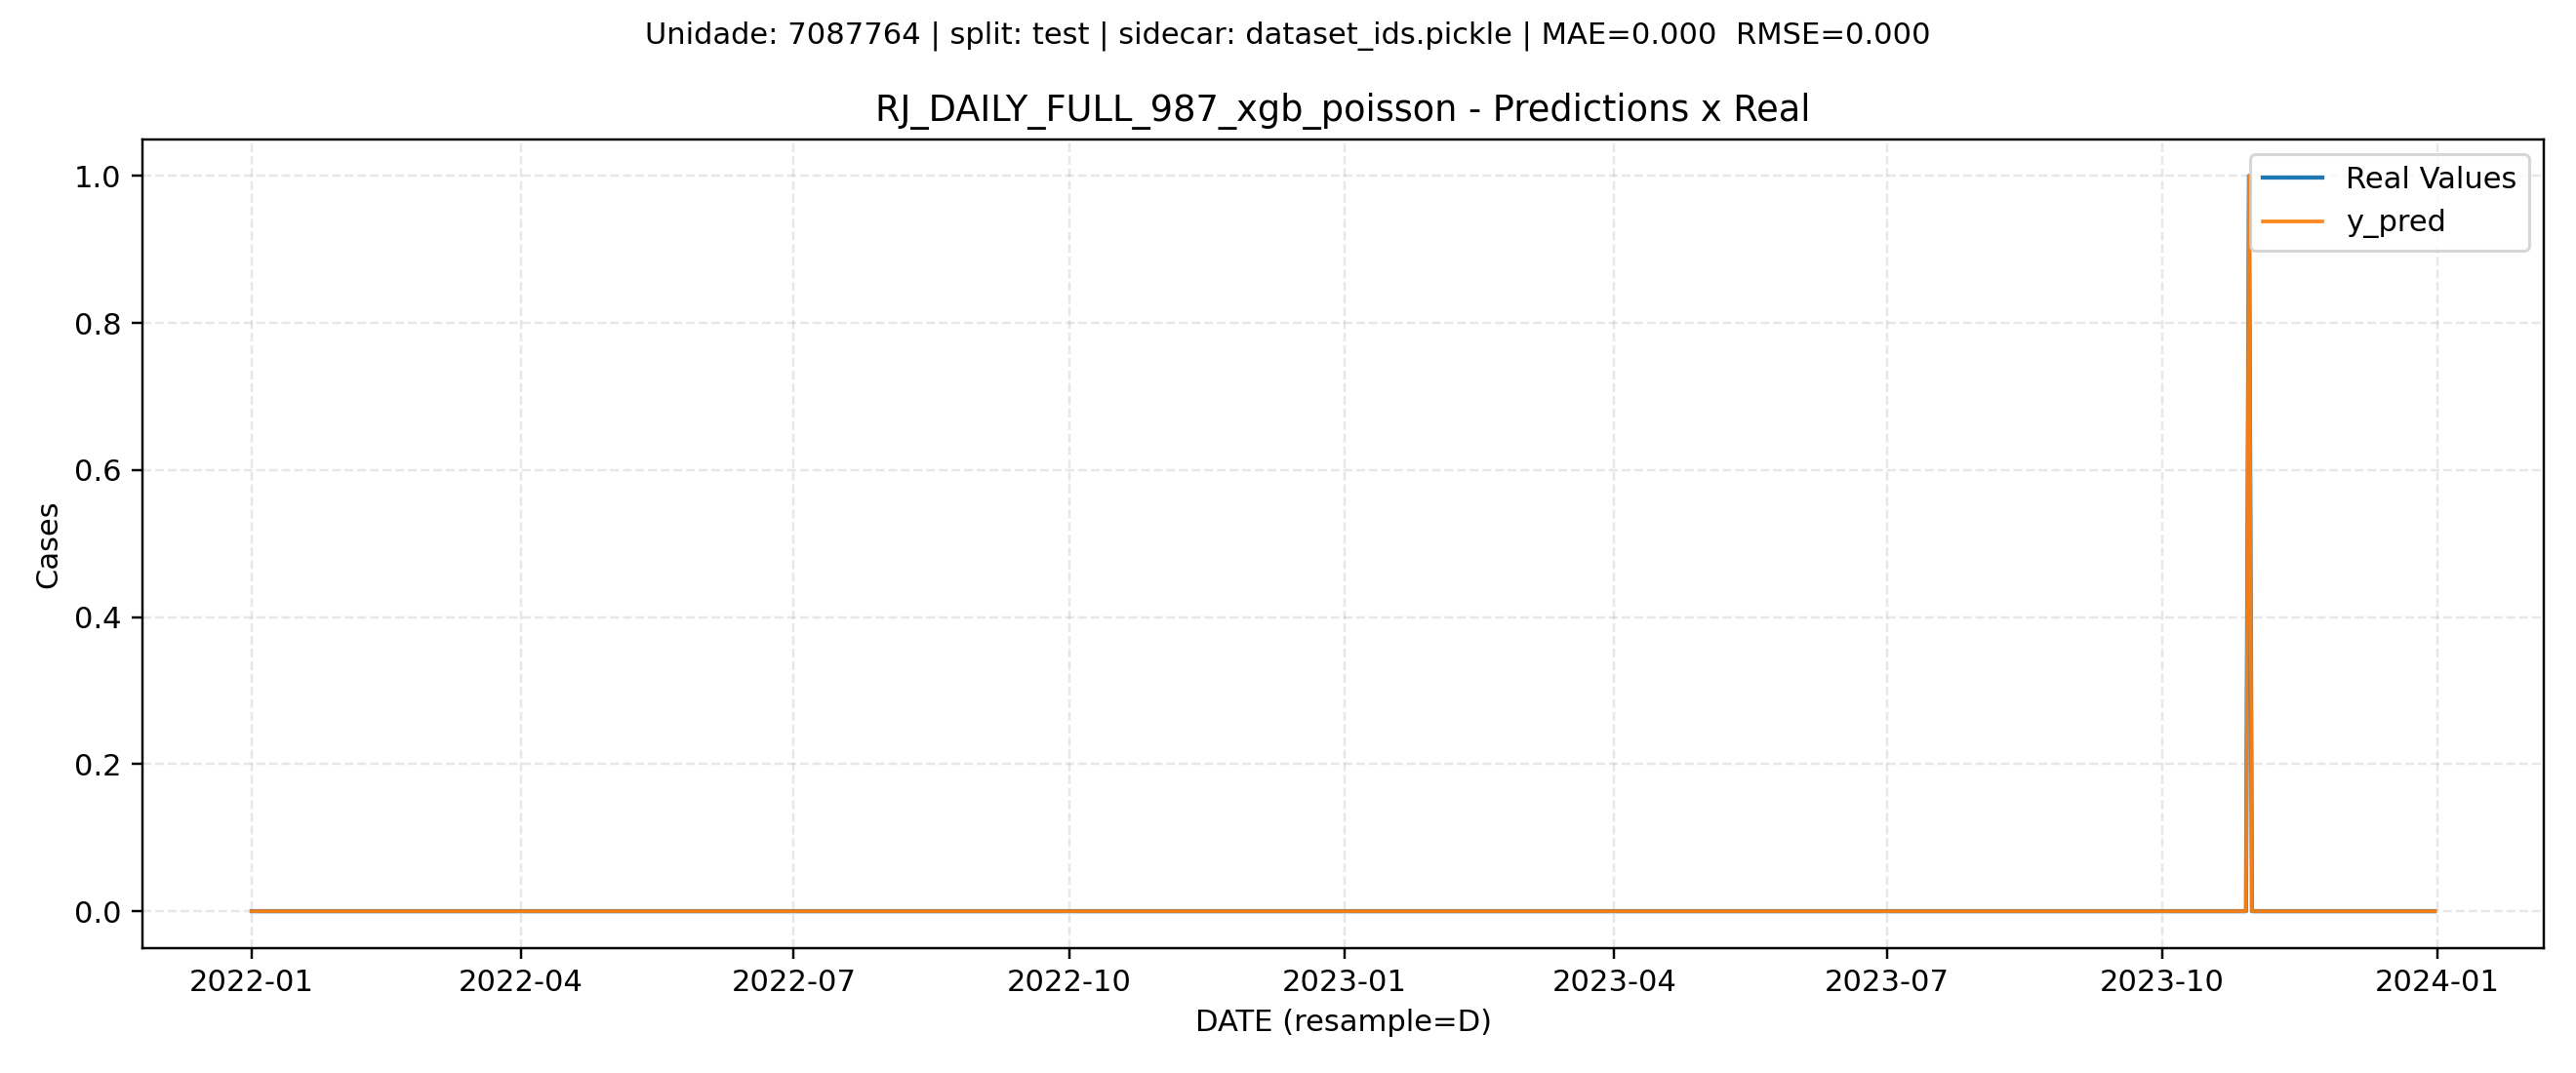 Unidade: 7087764 | split: test | sidecar: dataset_ids.pickle | MAE=0.000  RMSE=0.000
RJ_DAILY_FULL_987_xgb_poisson - Predictions x Real
Real Values
y_pred
1.0
0.8
0.6
0.4
0.2
0.0
Cases
2022-01 2022-04 2022-07 2022-10 2023-01 2023-04 2023-07 2023-10 2024-01
DATE (resample=D)